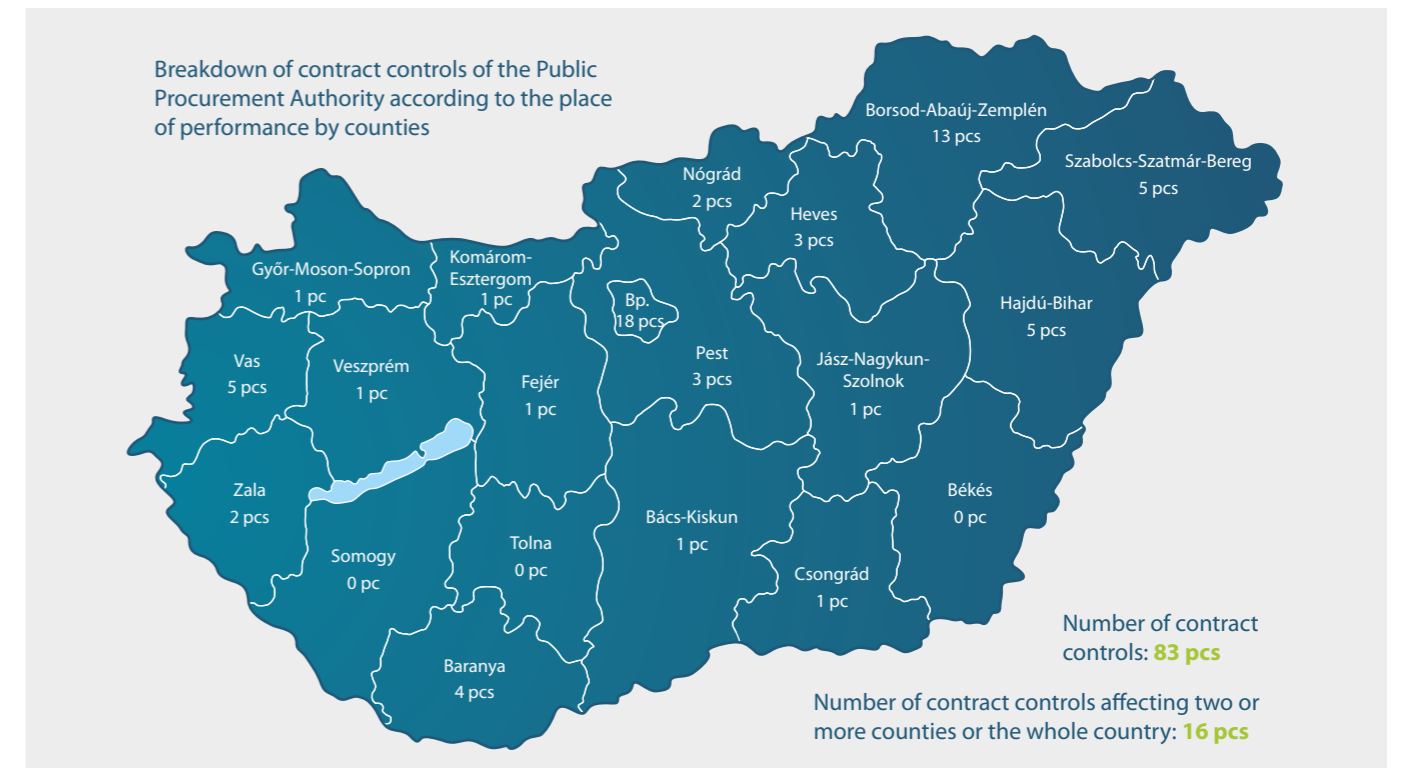 Breakdown of contract controls of the Public
Procurement Authority according to the place
of performance by counties
Borsod-Abaúj-Zemplén
13 pcs
Szabolcs-Szatmár-Bereg
5 pcs
Nógrád
2 pcs
Heves
3 pcs
Győr-Moson-Sopron
1 pc
Komárom-
Esztergom
1 pc
Bp.
18 pcs
Hajdú-Bihar
5 pcs
Vas
5 pcs
Veszprém
1 pc
Fejér
1 pc
Pest
3 pcs
Jász-Nagykun-
Szolnok
1 pc
Zala
2 pcs
Somogy
0 pc
Tolna
0 pc
Bács-Kiskun
1 pc
Békés
0 pc
Csongrád
1 pc
Baranya
4 pcs
Number of contract
controls: 83 pcs
Number of contract controls affecting two or
more counties or the whole country: 16 pcs